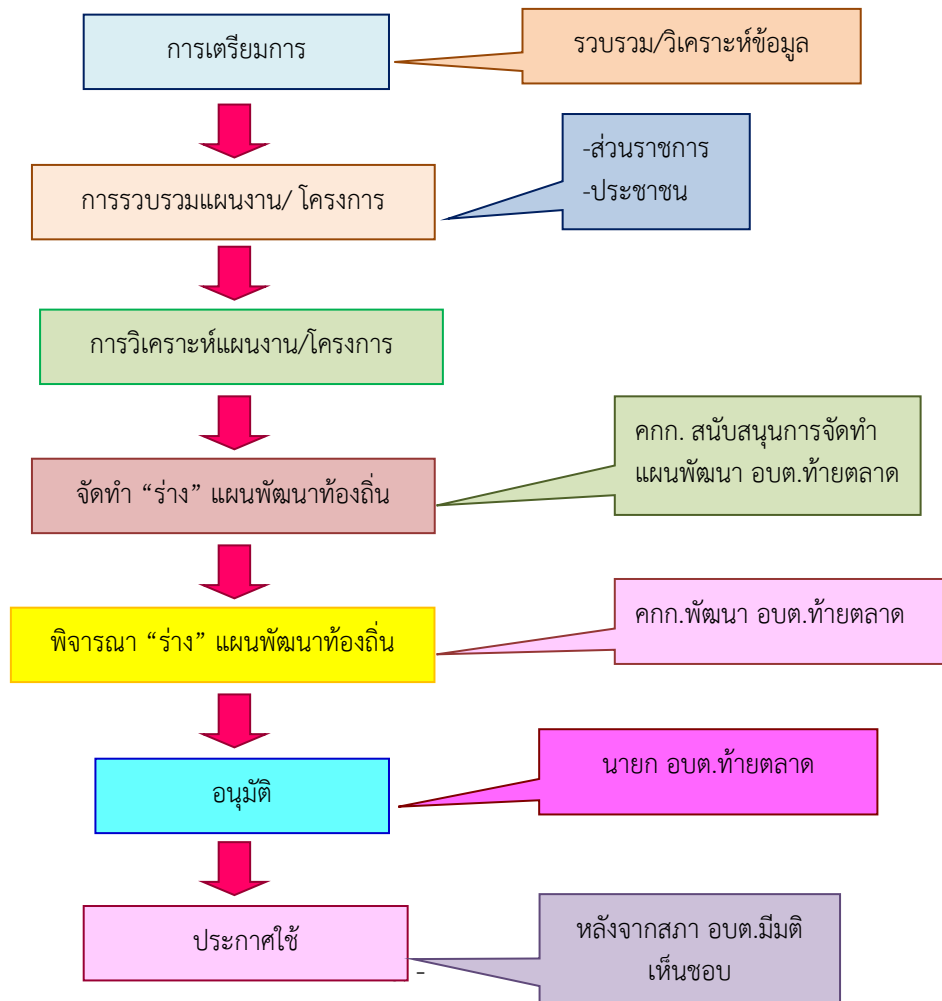 การเตรียมการ
รวบรวม/วิเคราะห์ข้อมูล
-ส่วนราชการ
-ประชาชน
การรวบรวมแผนงาน/ โครงการ
การวิเคราะห์แผนงาน/โครงการ
คกก. สนับสนุนการจัดทำ
แผนพัฒนา อบต.ท้ายตลาด
จัดทำ “ร่าง” แผนพัฒนาท้องถิ่น
คกก.พัฒนา อบต.ท้ายตลาด
พิจารณา “ร่าง” แผนพัฒนาท้องถิ่น
นายก อบต.ท้ายตลาด
อนุมัติ
ประกาศใช้
หลังจากสภา อบต.มีมติ
เห็นชอบ
-